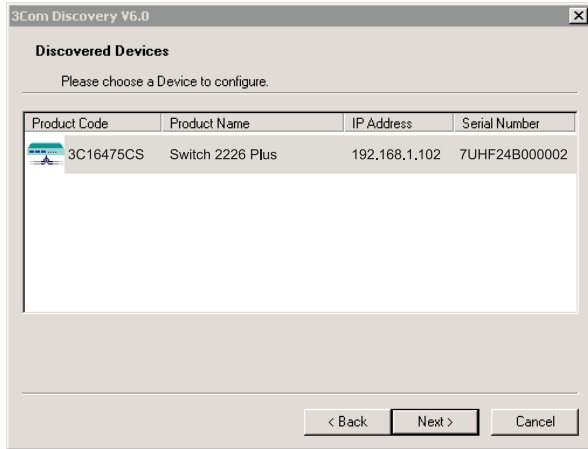 3Com Discovery V6.0
Discovered Devices
Please choose a Device to configure.
Product Code Product Name IP Address Serial Number
3C16475CS Switch 2226 Plus 192.168.1.102 7UHF24B000002
< Back Next > Cancel